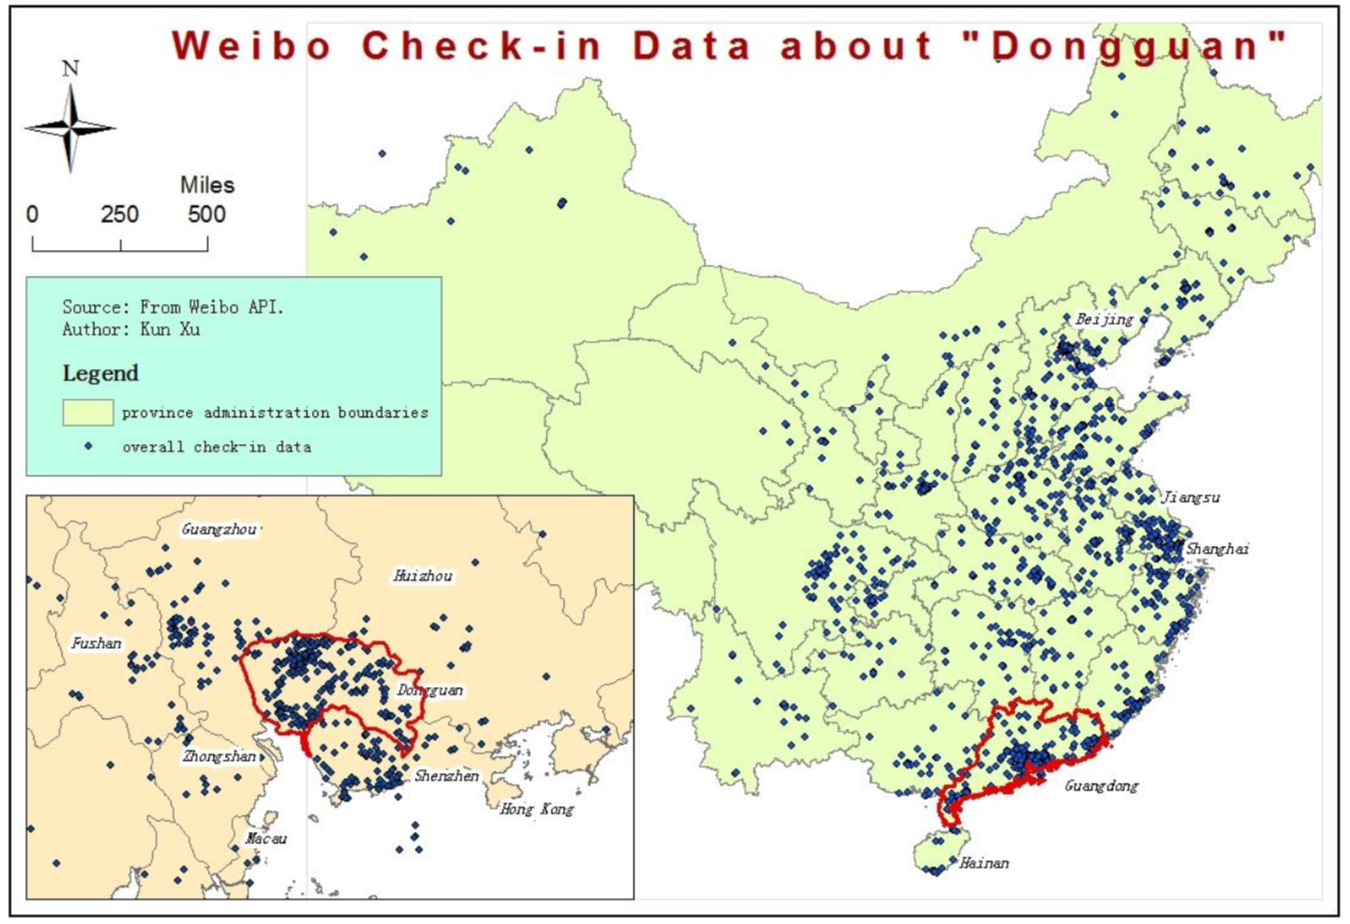 Weibo Check-in Data about "Dongguan"
N
Miles
0 250 500
Source: From Weibo API.
Author: Kun Xu
Legend
province administration boundaries
overall check-in data
Beijing
Jiangsu
Shanghai
Guangdong
Hainan
Guangzhou
Huizhou
Fushan
Dongguan
Zhongshan
Shenzhen
Hong Kong
Macau